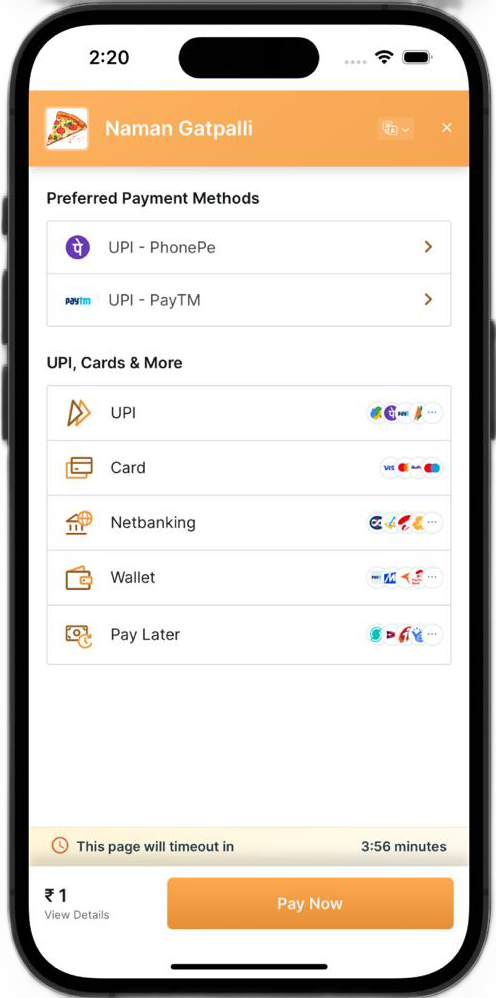 2:20
Naman Gatpalli
Preferred Payment Methods
पे UPI - PhonePe
paytm UPI - PayTM
UPI, Cards & More
UPI
Card VISA
Netbanking
Wallet
Pay Later
This page will timeout in 3:56 minutes
₹ 1
View Details
Pay Now